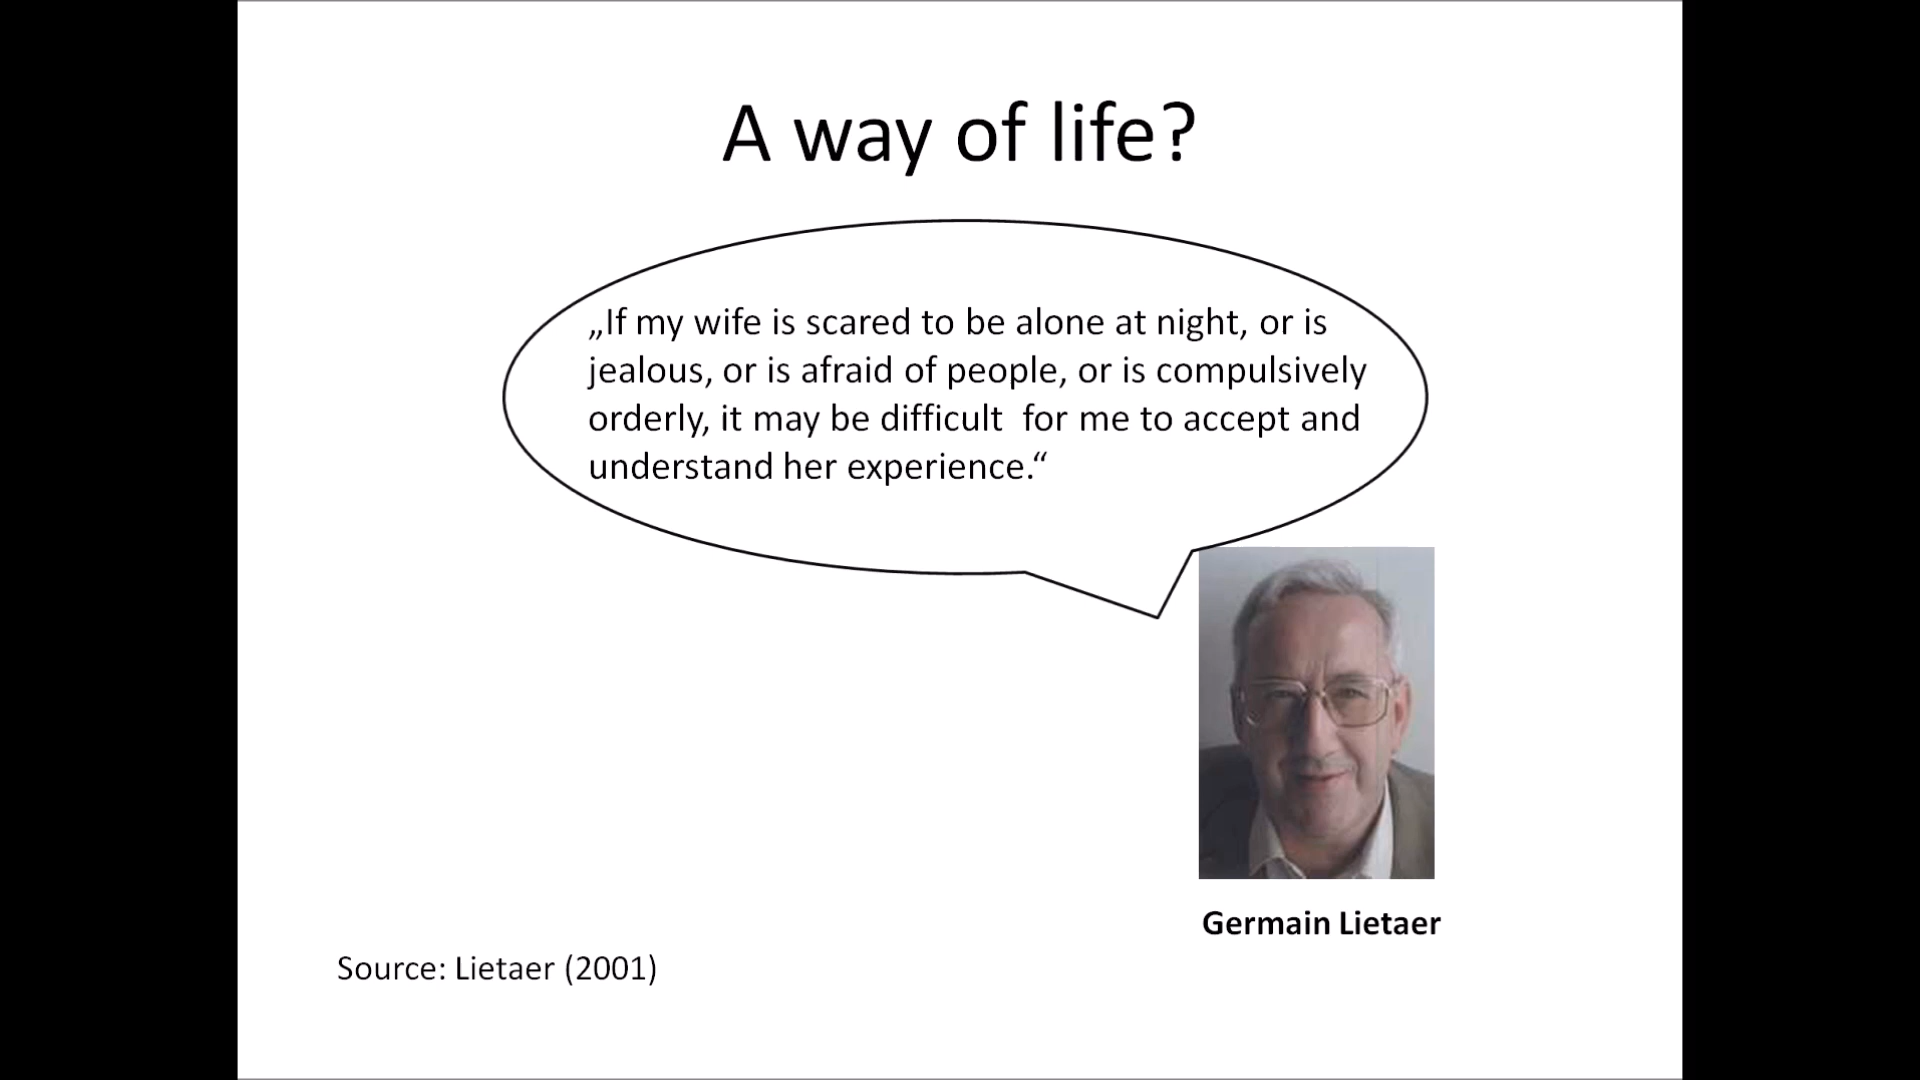 A way of life?
„If my wife is scared to be alone at night, or is
jealous, or is afraid of people, or is compulsively
orderly, it may be difficult  for me to accept and
understand her experience.“
Germain Lietaer
Source: Lietaer (2001)